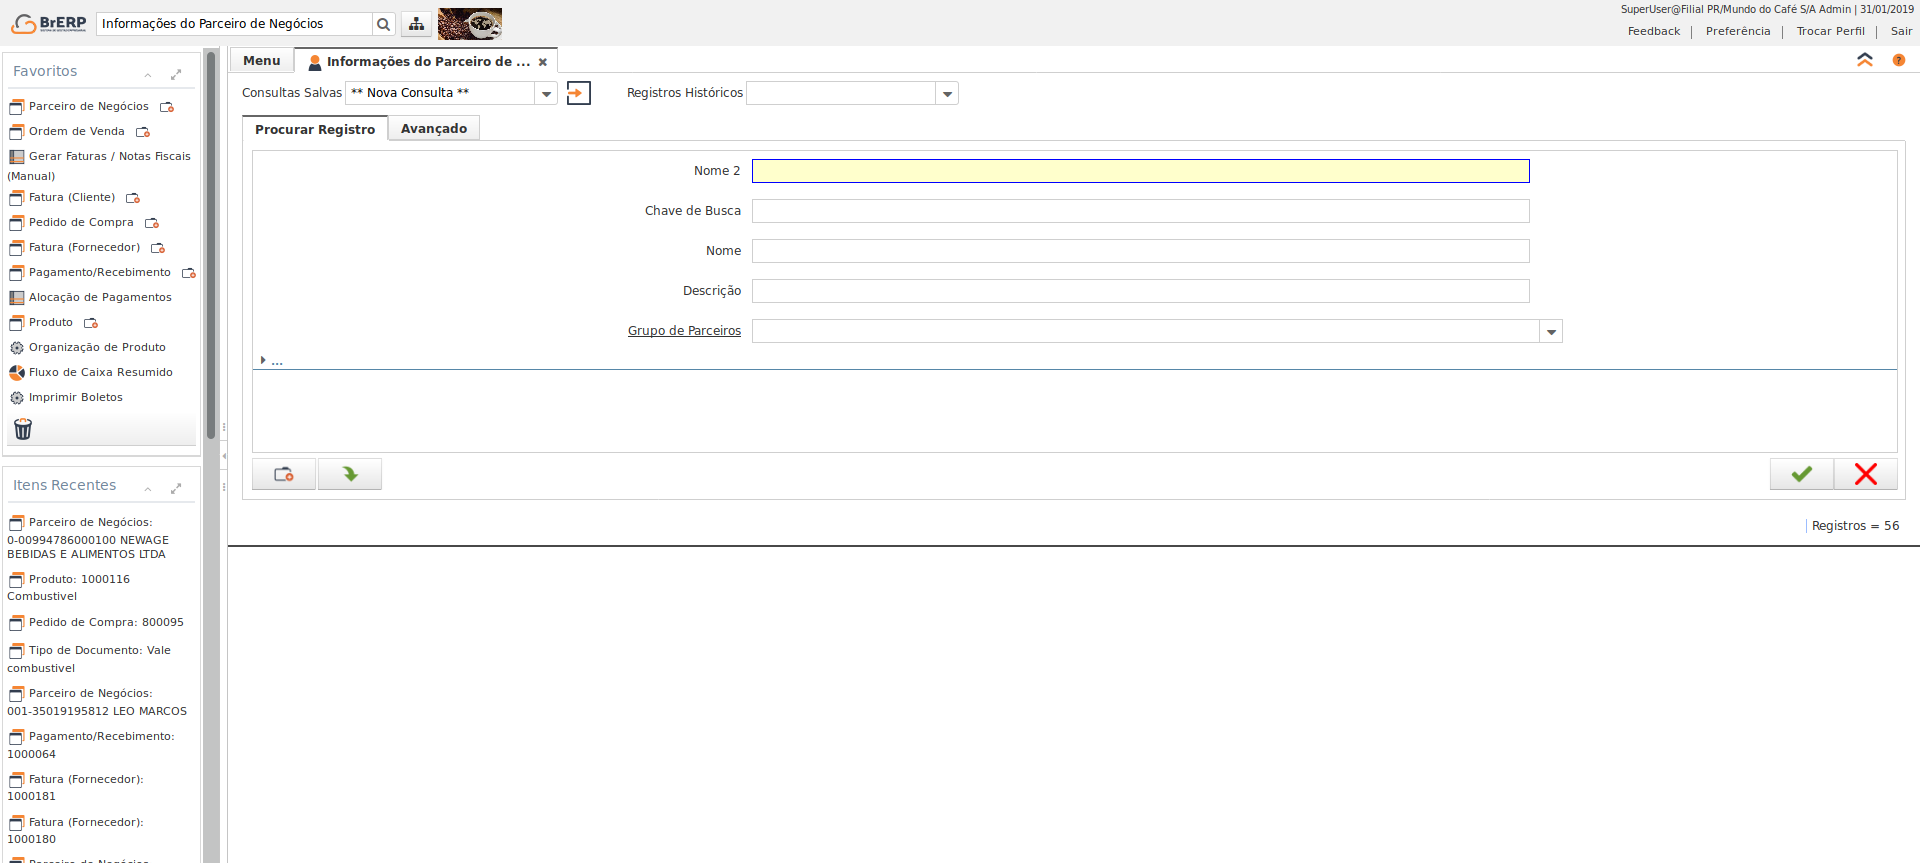 BrERP
Informações do Parceiro de Negócios
SuperUser@Filial PR/Mundo do Café S/A Admin | 31/01/2019
Feedback | Preferência | Trocar Perfil | Sair
Favoritos
Parceiro de Negócios
Ordem de Venda
Gerar Faturas / Notas Fiscais
(Manual)
Fatura (Cliente)
Pedido de Compra
Fatura (Fornecedor)
Pagamento/Recebimento
Alocação de Pagamentos
Produto
Organização de Produto
Fluxo de Caixa Resumido
Imprimir Boletos
Itens Recentes
Parceiro de Negócios:
0-00994786000100 NEWAGE
BEBIDAS E ALIMENTOS LTDA
Produto: 1000116
Combustivel
Pedido de Compra: 800095
Tipo de Documento: Vale
combustivel
Parceiro de Negócios:
001-35019195812 LEO MARCOS
Pagamento/Recebimento:
1000064
Fatura (Fornecedor):
1000181
Fatura (Fornecedor):
1000180
Parceiro de Negócios
Menu
Informações do Parceiro de ...
Consultas Salvas ** Nova Consulta **
Registros Históricos
Procurar Registro
Avançado
Nome 2
Chave de Busca
Nome
Descrição
Grupo de Parceiros
...
Registros = 56